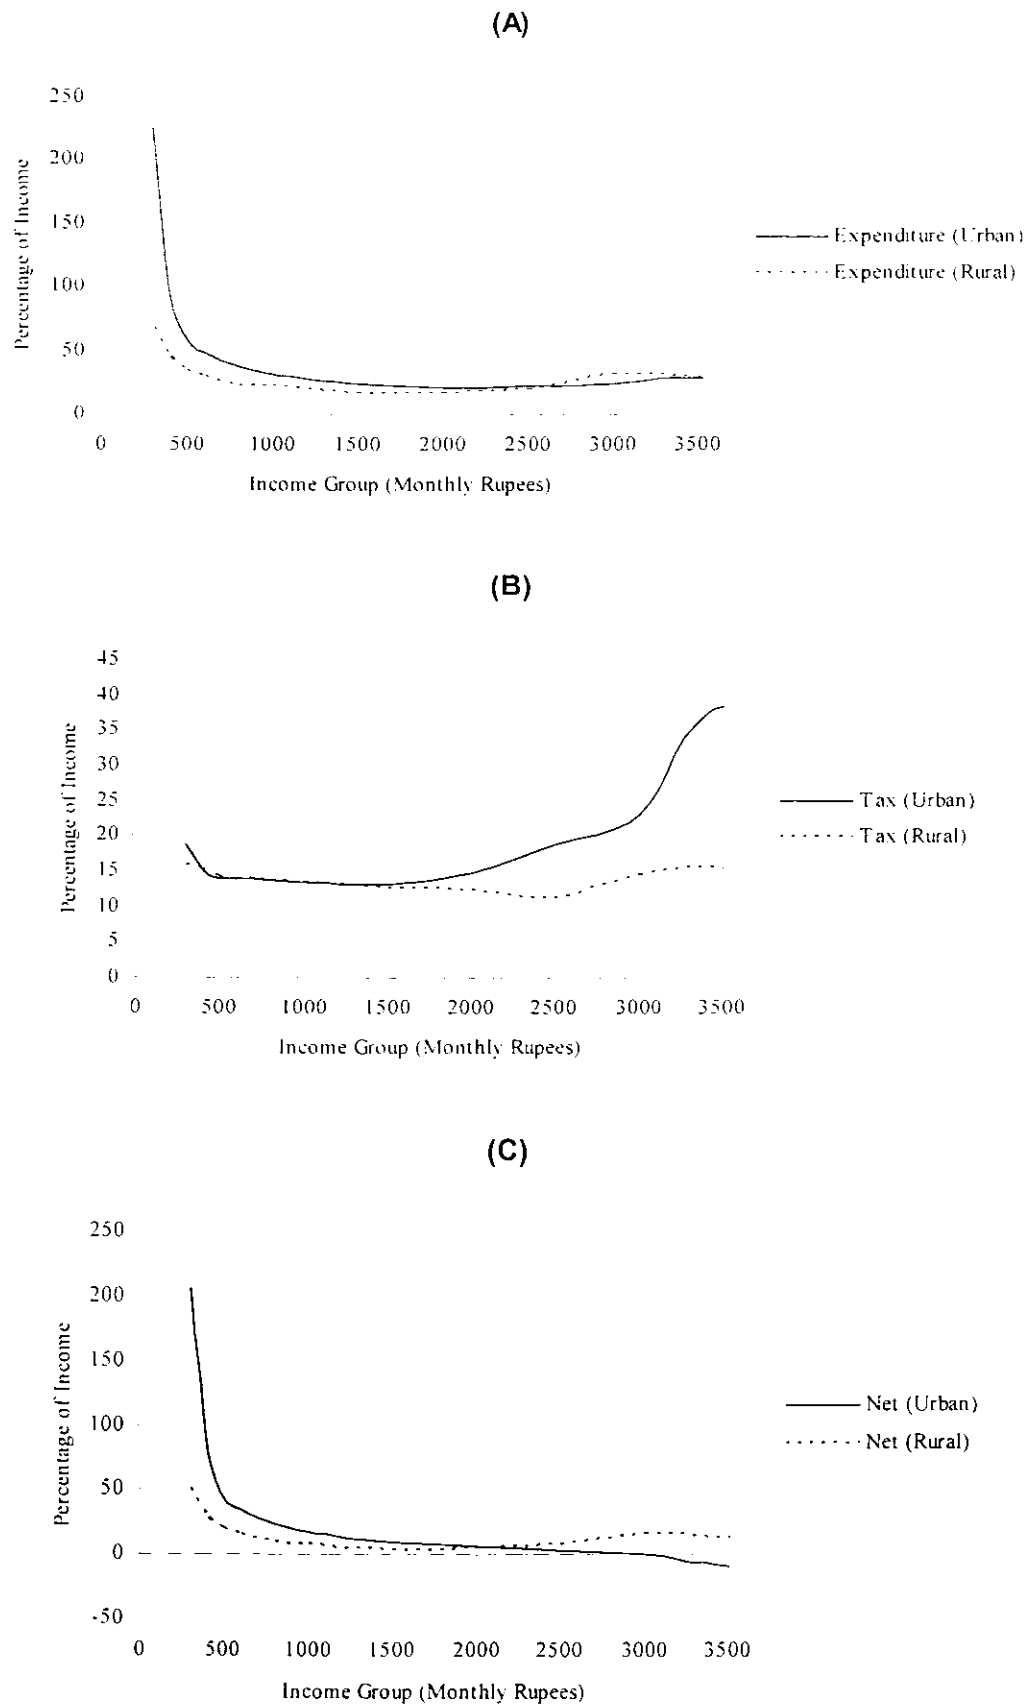 (A)
250
200
150
100
50
0
Percentage of Income
0 500 1000 1500 2000 2500 3000 3500
Income Group (Monthly Rupees)
Expenditure (Urban)
Expenditure (Rural)
(B)
45
40
35
30
25
20
15
10
5
0
Percentage of Income
0 500 1000 1500 2000 2500 3000 3500
Income Group (Monthly Rupees)
Tax (Urban)
Tax (Rural)
(C)
250
200
150
100
50
0
-50
Percentage of Income
0 500 1000 1500 2000 2500 3000 3500
Income Group (Monthly Rupees)
Net (Urban)
Net (Rural)